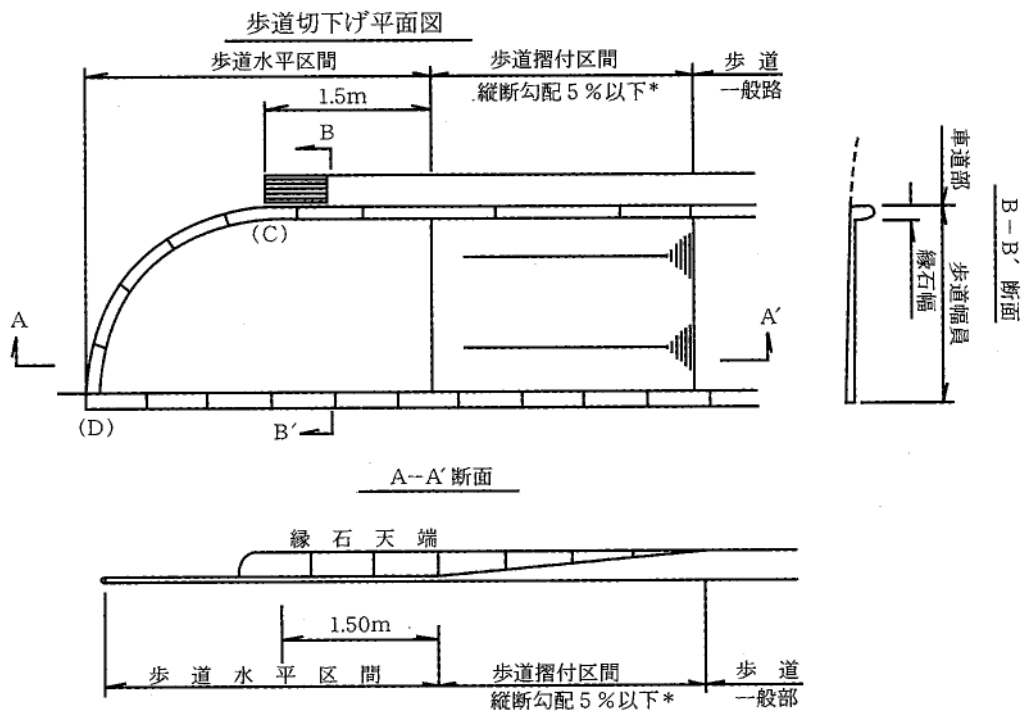 歩道切下げ平面図
歩道水平区間
歩道摺付区間
歩道
縦断勾配5%以下*
一般路
1.5m
B
(C)
A
A′
(D)
B′
車道部
縁石幅
歩道幅員
B－B′断面
A－A′断面
縁石天端
1.50m
歩道水平区間
歩道摺付区間
歩道
縦断勾配5%以下*
一般部